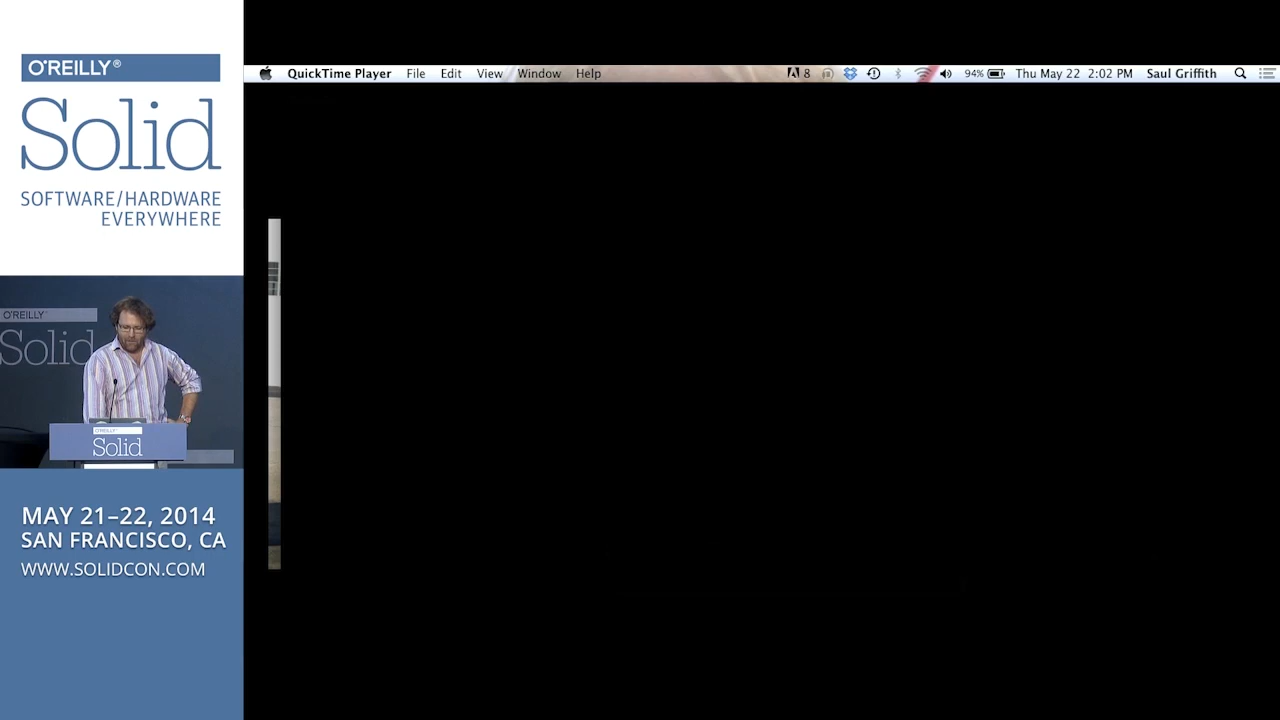 O'REILLY®
Solid
SOFTWARE/HARDWARE
EVERYWHERE
QuickTime Player File Edit View Window Help 8 94% Thu May 22 2:02 PM Saul Griffith
O'REILLY
Solid
O'REILLY
Solid
MAY 21–22, 2014
SAN FRANCISCO, CA
WWW.SOLIDCON.COM